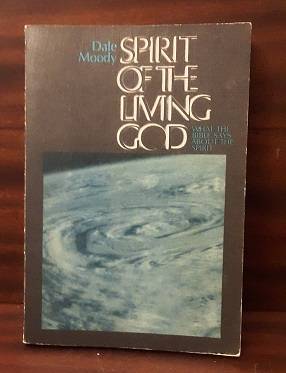 Dale
Moody
SPIRIT
OF THE
LIVING
GOD
WHAT THE
BIBLE SAYS
ABOUT THE
SPIRIT